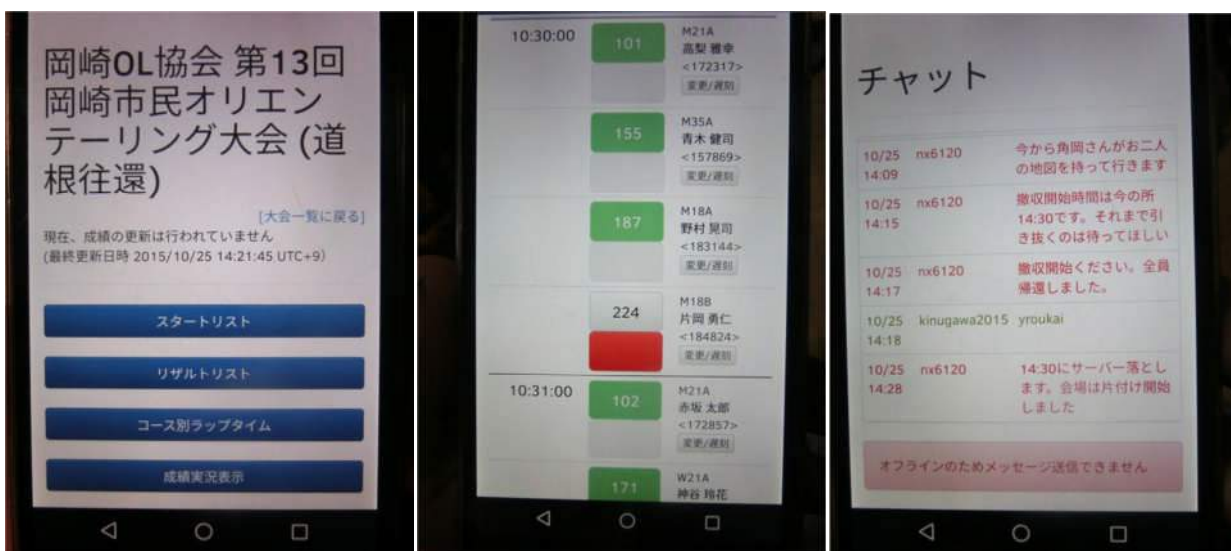 岡崎OL協会 第13回
岡崎市民オリエン
テーリング大会 (道
根往還)
[大会一覧に戻る]
現在、成績の更新は行われていません
(最終更新日時 2015/10/25 14:21:45 UTC+9)
スタートリスト
リザルトリスト
コース別ラップタイム
成績実況表示
10:30:00 101 M21A
高梨 雅幸
<172317>
変更/遅刻
155 M35A
青木 健司
<157869>
変更/遅刻
187 M18A
野村 晃司
<183144>
変更/遅刻
224 M18B
片岡 勇仁
<184824>
変更/遅刻
10:31:00 102 M21A
赤坂 太郎
<172857>
変更/遅刻
171 W21A
神谷 玲花
チャット
10/25 nx6120 今から角岡さんがお二人
14:09 の地図を持って行きます
10/25 nx6120 撤収開始時間は今の所
14:15 14:30です。それまで引
き抜くのは待ってほしい
10/25 nx6120 撤収開始ください。全員
14:17 帰還しました。
10/25 kinugawa2015 yroukai
14:18
10/25 nx6120 14:30にサーバー落とし
14:28 ます。会場は片付け開始
しました
オフラインのためメッセージ送信できません